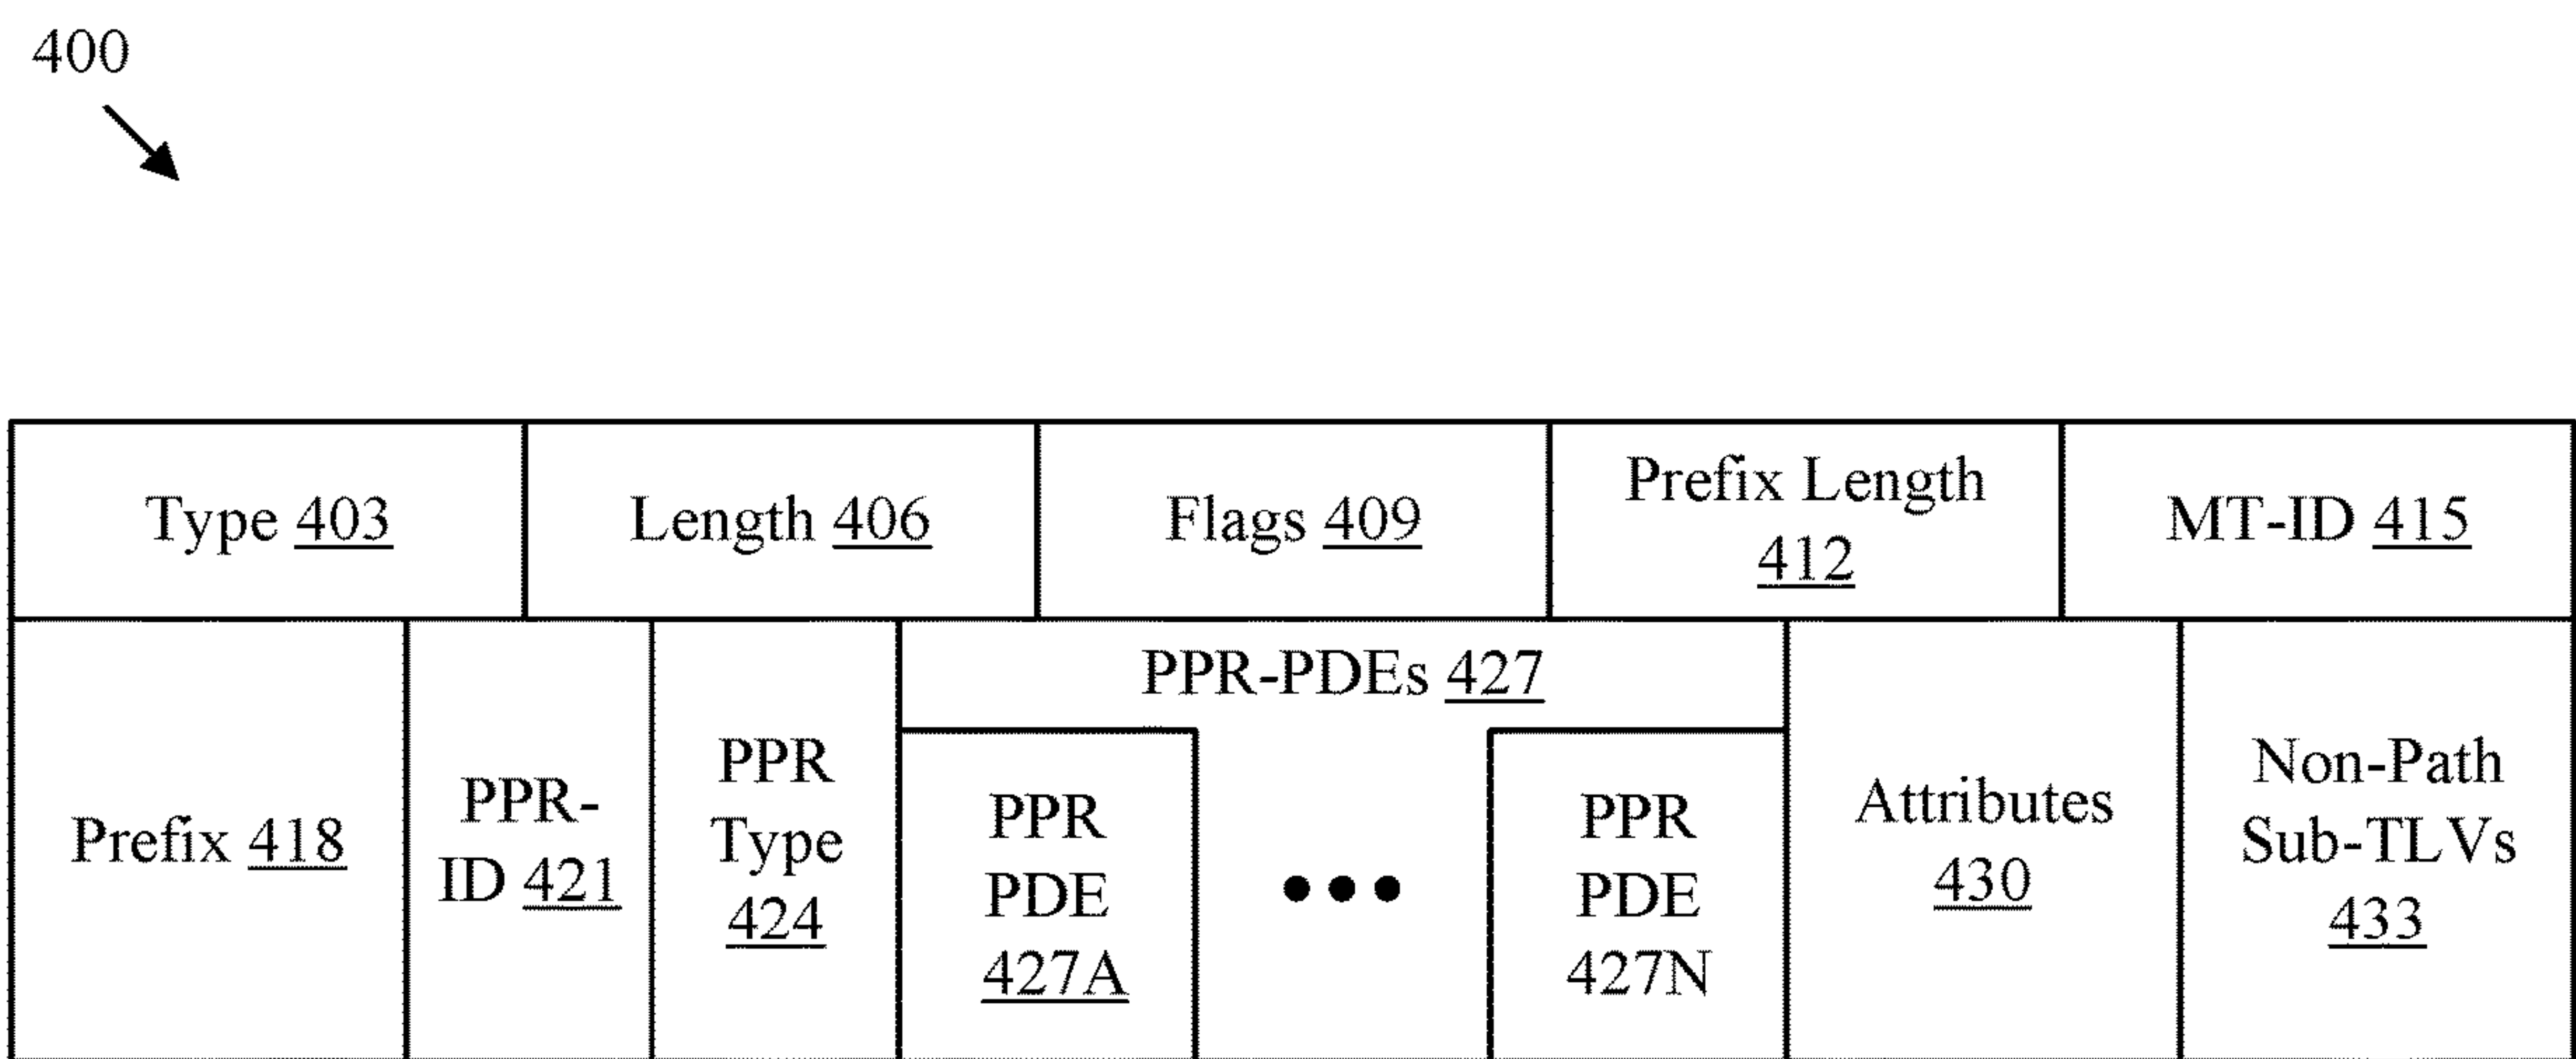 400
Type 403
Length 406
Flags 409
Prefix Length
412
MT-ID 415
Prefix 418
PPR-
ID 421
PPR
Type
424
PPR-PDEs 427
PPR
PDE
427A
PPR
PDE
427N
Attributes
430
Non-Path
Sub-TLVs
433